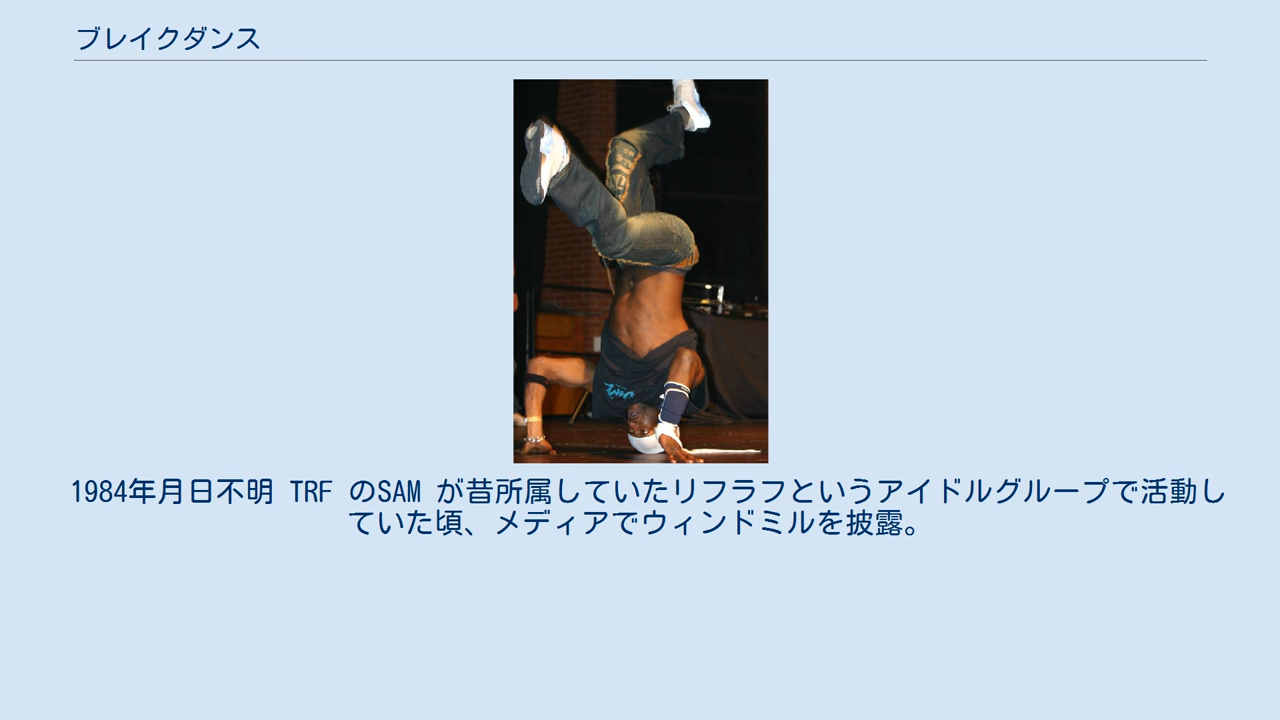 ブレイクダンス
1984年月日不明 TRF のSAM が昔所属していたリフラフというアイドルグループで活動し
ていた頃、メディアでウィンドミルを披露。